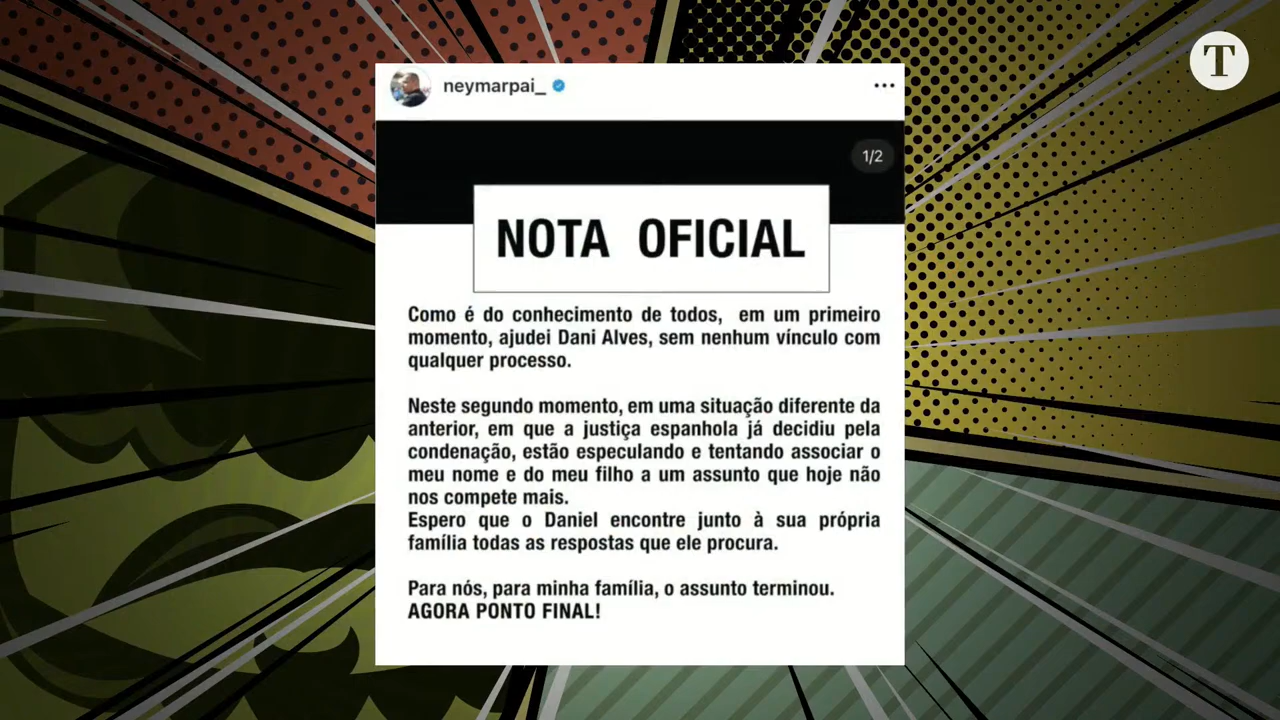 T
neymarpai_
1/2
NOTA OFICIAL
Como é do conhecimento de todos, em um primeiro
momento, ajudei Dani Alves, sem nenhum vínculo com
qualquer processo.
Neste segundo momento, em uma situação diferente da
anterior, em que a justiça espanhola já decidiu pela
condenação, estão especulando e tentando associar o
meu nome e do meu filho a um assunto que hoje não
nos compete mais.
Espero que o Daniel encontre junto à sua própria
família todas as respostas que ele procura.
Para nós, para minha família, o assunto terminou.
AGORA PONTO FINAL!